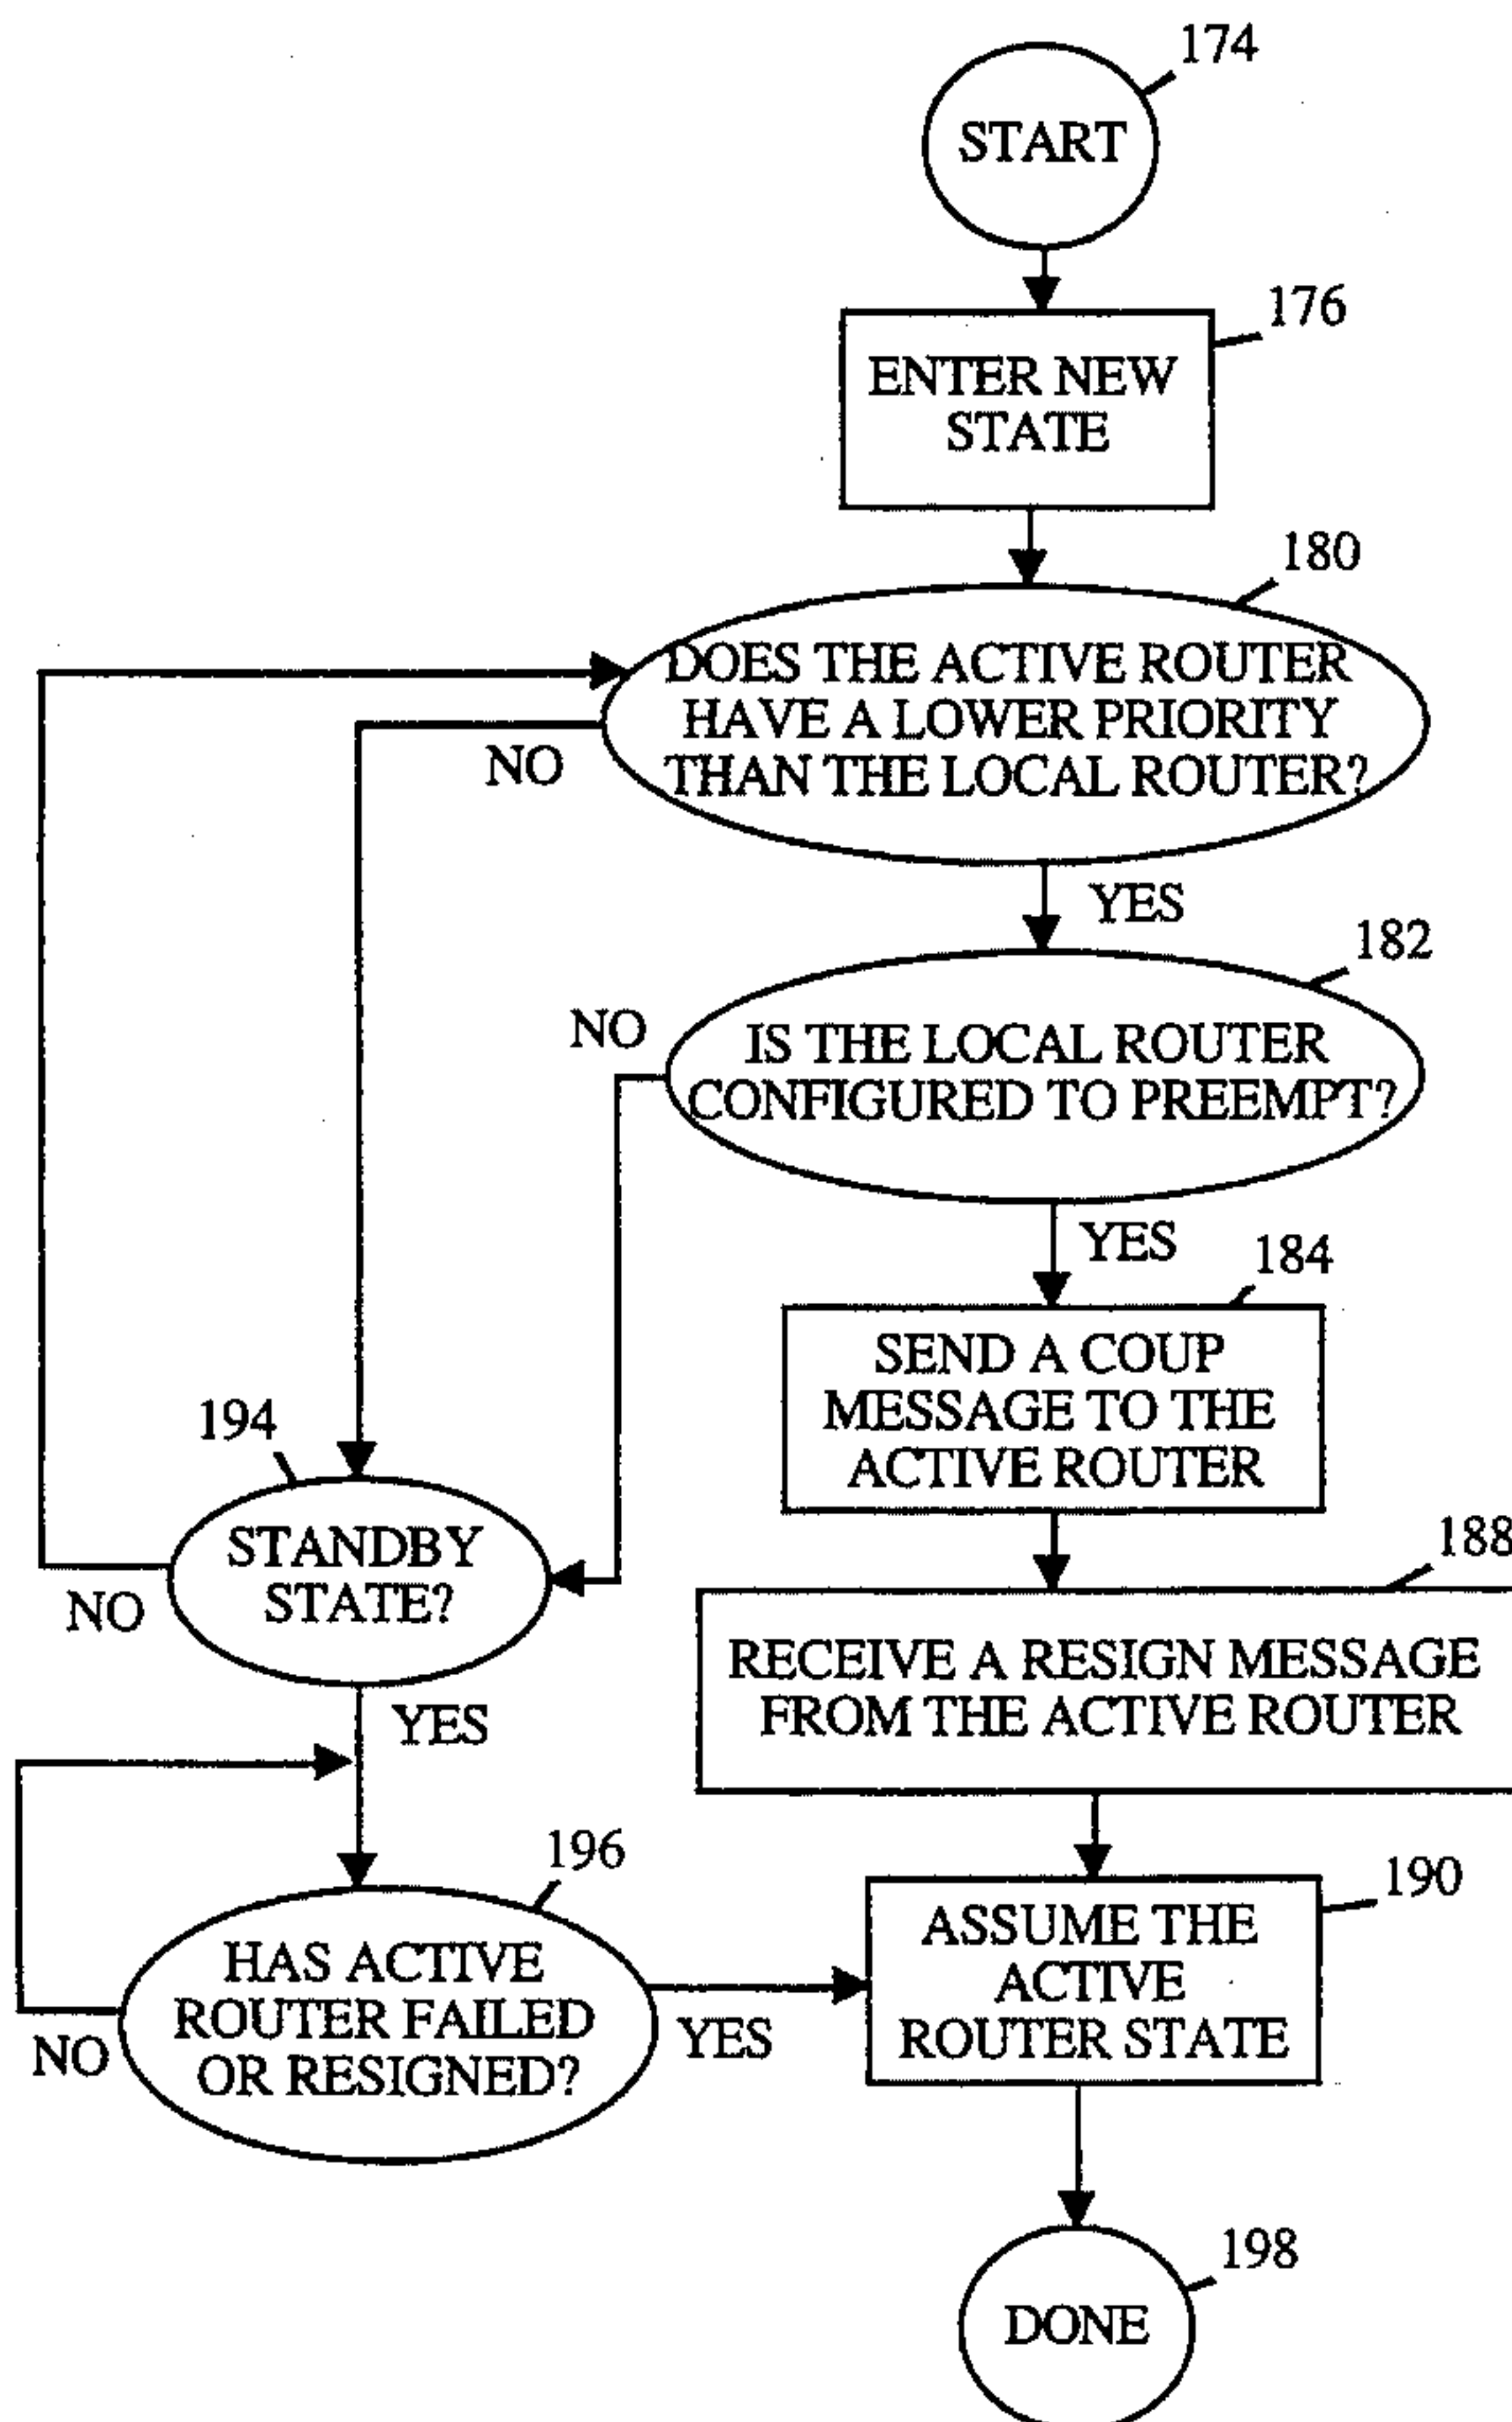 174
START
176
ENTER NEW
STATE
180
DOES THE ACTIVE ROUTER
HAVE A LOWER PRIORITY
THAN THE LOCAL ROUTER?
NO
YES
182
NO
IS THE LOCAL ROUTER
CONFIGURED TO PREEMPT?
YES
184
SEND A COUP
MESSAGE TO THE
ACTIVE ROUTER
194
STANDBY
STATE?
NO
YES
188
RECEIVE A RESIGN MESSAGE
FROM THE ACTIVE ROUTER
196
HAS ACTIVE
ROUTER FAILED
OR RESIGNED?
NO
YES
190
ASSUME THE
ACTIVE
ROUTER STATE
198
DONE